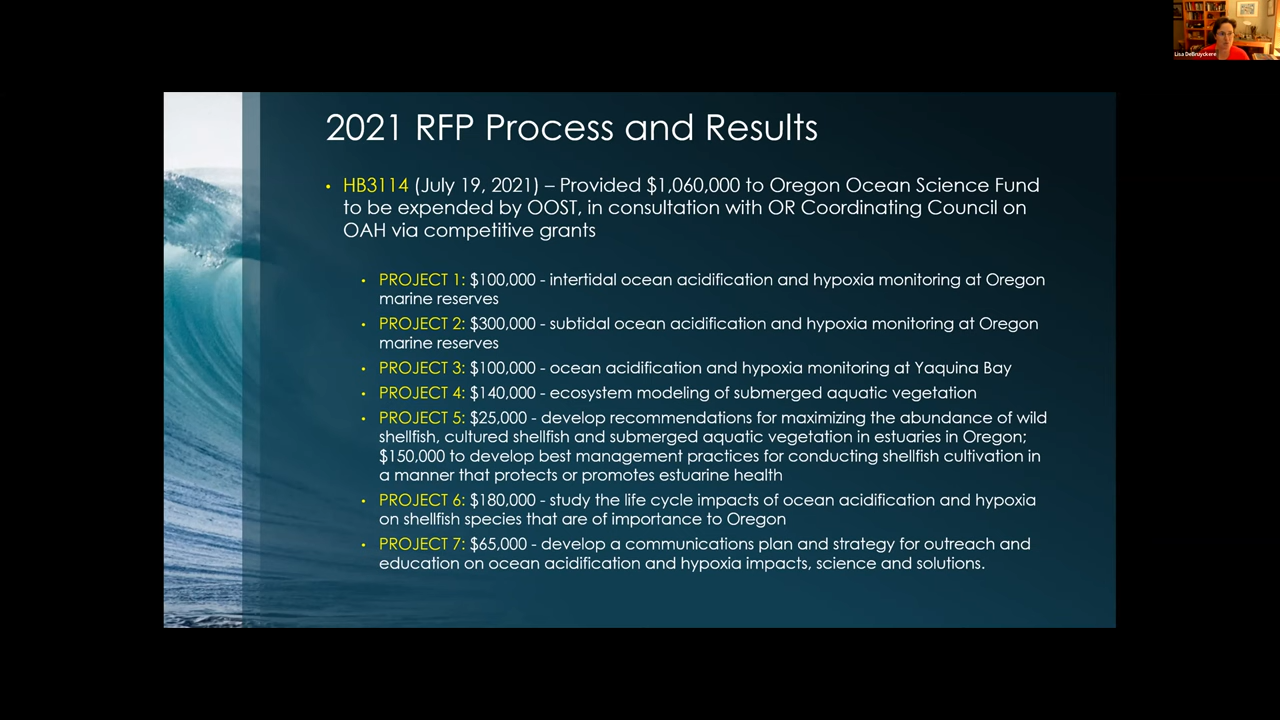 Lisa DeBruyckere
2021 RFP Process and Results
• HB3114 (July 19, 2021) – Provided $1,060,000 to Oregon Ocean Science Fund
to be expended by OOST, in consultation with OR Coordinating Council on
OAH via competitive grants
• PROJECT 1: $100,000 - intertidal ocean acidification and hypoxia monitoring at Oregon
marine reserves
• PROJECT 2: $300,000 - subtidal ocean acidification and hypoxia monitoring at Oregon
marine reserves
• PROJECT 3: $100,000 - ocean acidification and hypoxia monitoring at Yaquina Bay
• PROJECT 4: $140,000 - ecosystem modeling of submerged aquatic vegetation
• PROJECT 5: $25,000 - develop recommendations for maximizing the abundance of wild
shellfish, cultured shellfish and submerged aquatic vegetation in estuaries in Oregon;
$150,000 to develop best management practices for conducting shellfish cultivation in
a manner that protects or promotes estuarine health
• PROJECT 6: $180,000 - study the life cycle impacts of ocean acidification and hypoxia
on shellfish species that are of importance to Oregon
• PROJECT 7: $65,000 - develop a communications plan and strategy for outreach and
education on ocean acidification and hypoxia impacts, science and solutions.